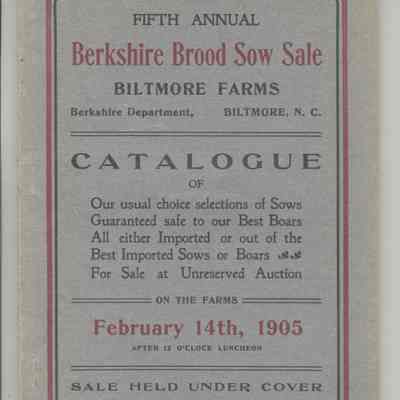 FIFTH ANNUAL
Berkshire Brood Sow Sale
BILTMORE FARMS
Berkshire Department, BILTMORE, N. C.
CATALOGUE
OF
Our usual choice selections of Sows
Guaranteed safe to our Best Boars
All either Imported or out of the
Best Imported Sows or Boars
For Sale at Unreserved Auction
ON THE FARMS
February 14th, 1905
AFTER 12 O'CLOCK LUNCHEON
SALE HELD UNDER COVER